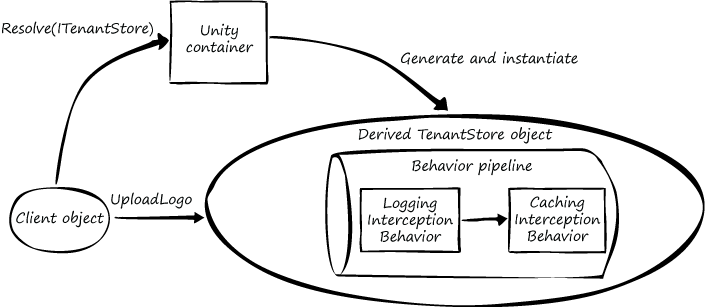 Resolve(ITenantStore)
Unity
container
Generate and instantiate
Derived TenantStore object
Behavior pipeline
Logging
Interception
Behavior
Caching
Interception
Behavior
Client object
UploadLogo